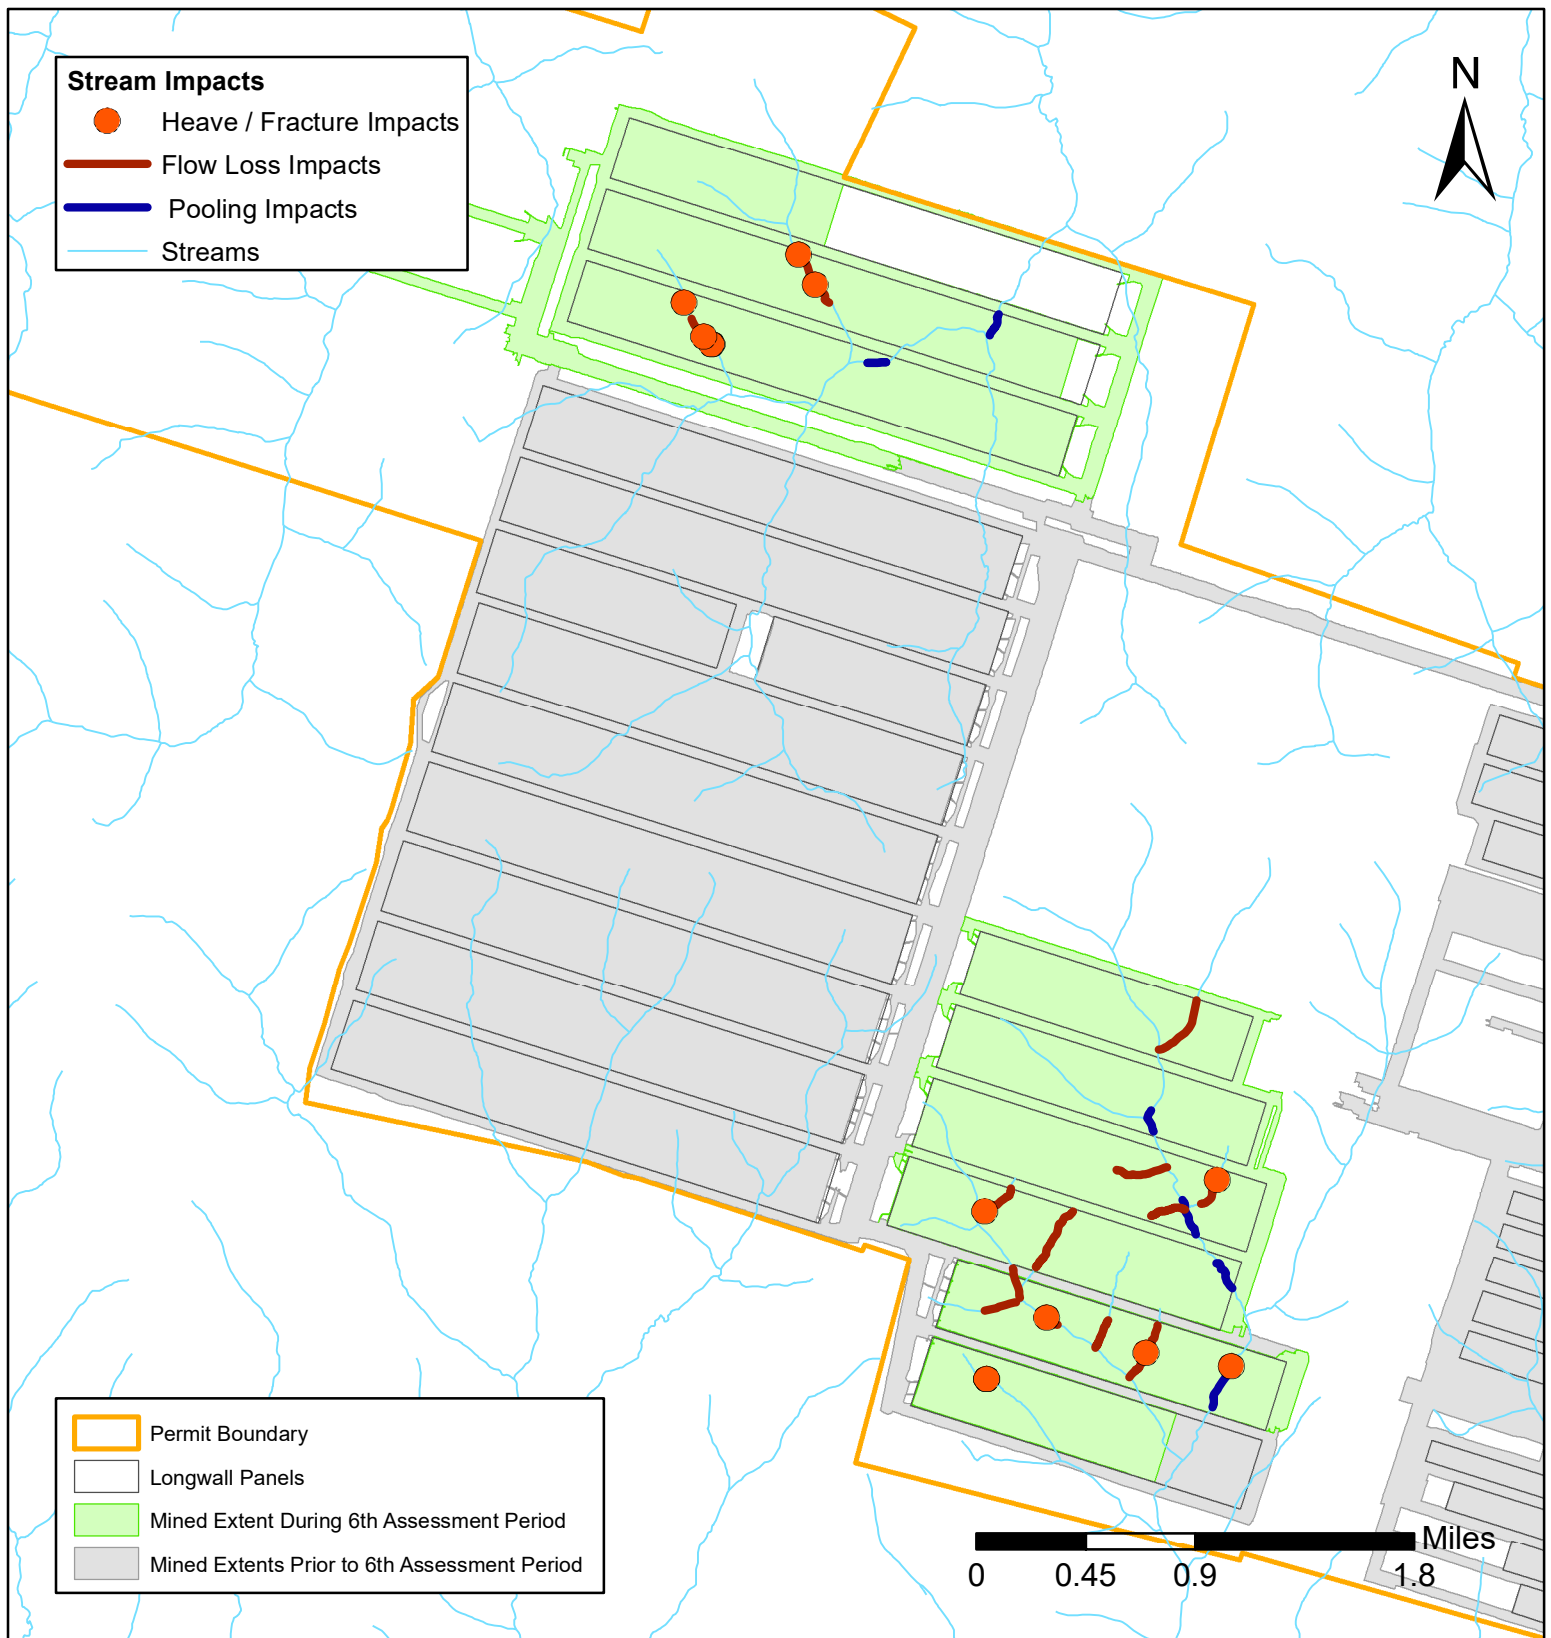 Stream Impacts
Heave / Fracture Impacts
Flow Loss Impacts
Pooling Impacts
Streams
N
Permit Boundary
Longwall Panels
Mined Extent During 6th Assessment Period
Mined Extents Prior to 6th Assessment Period
Miles
0 0.45 0.9 1.8